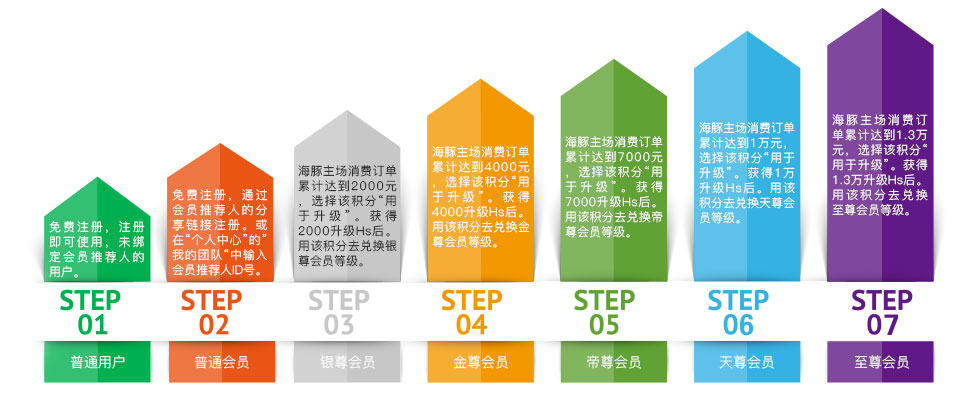 免费注册，注册
即可使用，未绑
定会员推荐人的
用户。
STEP
01
普通用户
免费注册，通过
会员推荐人的分
享链接注册。或
在“个人中心”的”
我的团队“中输入
会员推荐人ID号。
STEP
02
普通会员
海豚主场消费订单
累计达到2000元
，选择该积分“用
于升级”。获得
2000升级Hs后。
用该积分去兑换银
尊会员等级。
STEP
03
银尊会员
海豚主场消费订单
累计达到4000元
，选择该积分“用
于升级”。获得
4000升级Hs后。
用该积分去兑换金
尊会员等级。
STEP
04
金尊会员
海豚主场消费订单
累计达到7000元
，选择该积分“用
于升级”。获得
7000升级Hs后。
用该积分去兑换帝
尊会员等级。
STEP
05
帝尊会员
海豚主场消费订单
累计达到1万元，
选择该积分“用于
升级”。获得1万
升级Hs后。用该
积分去兑换天尊会
员等级。
STEP
06
天尊会员
海豚主场消费订
单累计达到1.3万
元，选择该积分
“用于升级”。获得
1.3万升级Hs后。
用该积分去兑换
至尊会员等级。
STEP
07
至尊会员